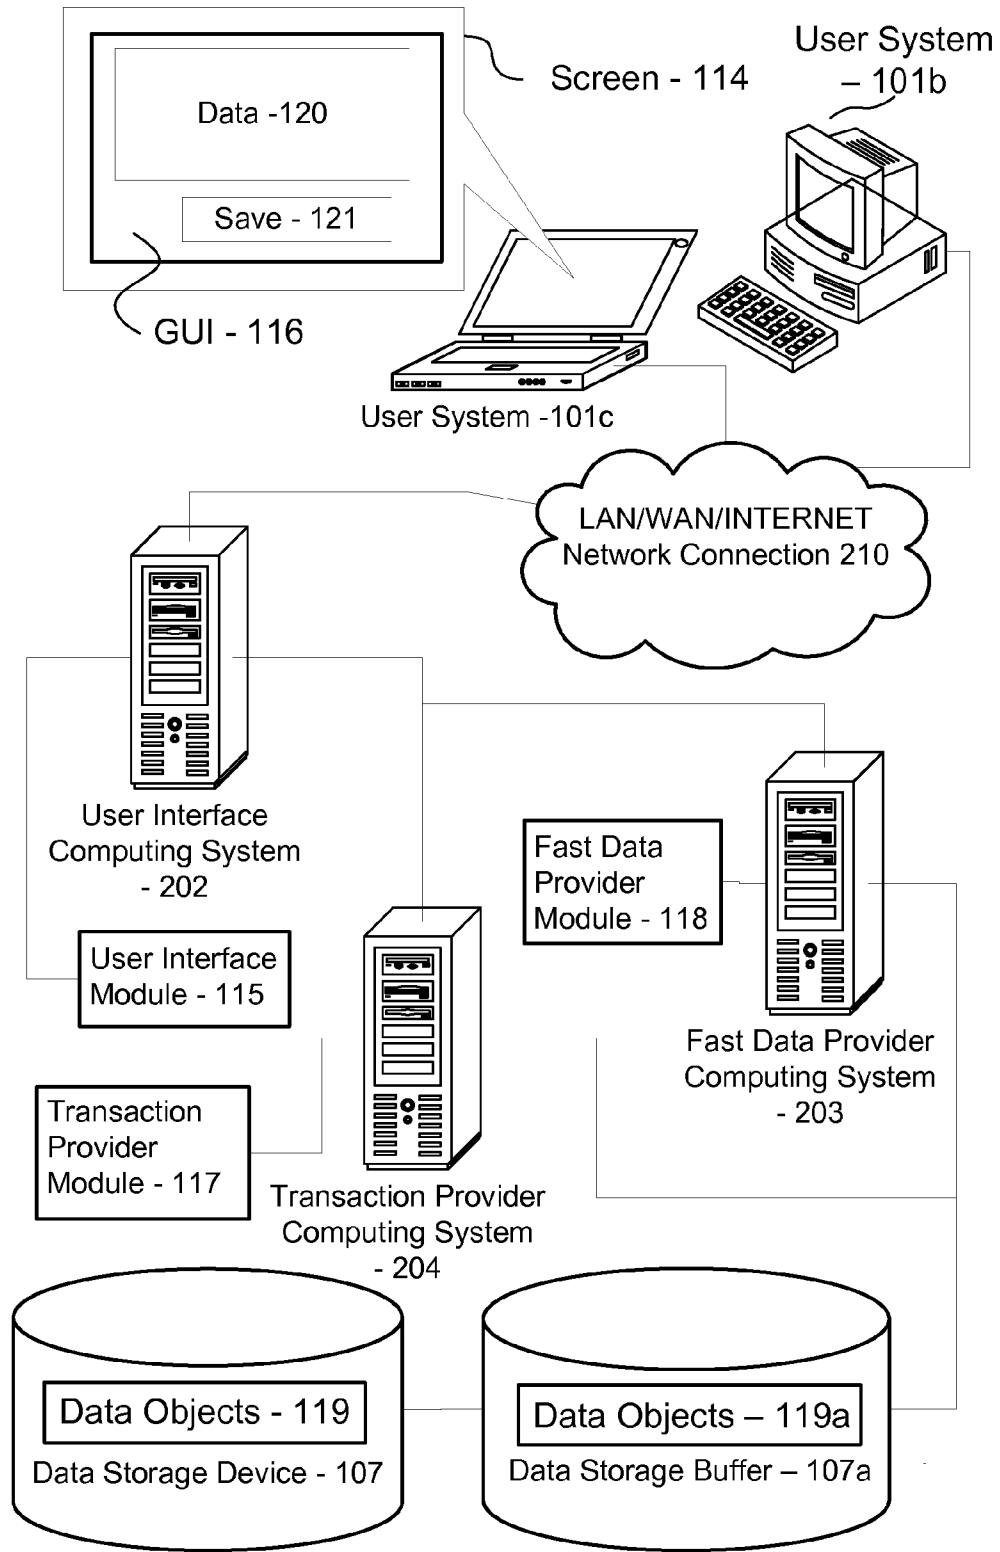 User System
– 101b
Screen - 114
Data -120
Save - 121
GUI - 116
User System -101c
LAN/WAN/INTERNET
Network Connection 210
User Interface
Computing System
- 202
Fast Data
Provider
Module - 118
User Interface
Module - 115
Fast Data Provider
Computing System
- 203
Transaction
Provider
Module - 117
Transaction Provider
Computing System
- 204
Data Objects - 119
Data Storage Device - 107
Data Objects – 119a
Data Storage Buffer – 107a